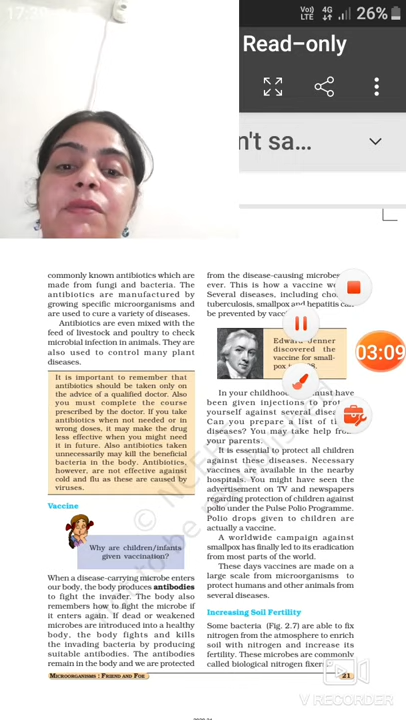 17:39
Vo)) LTE 4G 26%
Read-only
n't sa...
commonly known antibiotics which are
made from fungi and bacteria. The
antibiotics are manufactured by
growing specific microorganisms and
are used to cure a variety of diseases.
Antibiotics are even mixed with the
feed of livestock and poultry to check
microbial infection in animals. They are
also used to control many plant
diseases.
It is important to remember that
antibiotics should be taken only on
the advice of a qualified doctor. Also
you must complete the course
prescribed by the doctor. If you take
antibiotics when not needed or in
wrong doses, it may make the drug
less effective when you might need
it in future. Also antibiotics taken
unnecessarily may kill the beneficial
bacteria in the body. Antibiotics,
however, are not effective against
cold and flu as these are caused by
viruses.
Vaccine
Why are children/infants
given vaccination?
When a disease-carrying microbe enters
our body, the body produces antibodies
to fight the invader. The body also
remembers how to fight the microbe if
it enters again. If dead or weakened
microbes are introduced into a healthy
body, the body fights and kills
the invading bacteria by producing
suitable antibodies. The antibodies
remain in the body and we are protected
from the disease-causing microbes
ever. This is how a vaccine
Several diseases, including
tuberculosis, smallpox and hepatitis
be prevented by
Edward Jenner
discovered the
vaccine for small-
pox
In your childhood, must have
been given injections to
yourself against several
Can you prepare a list of
diseases? You may take help
your parents.
It is essential to protect all children
against these diseases. Necessary
vaccines are available in the nearby
hospitals. You might have seen the
advertisement on TV and newspapers
regarding protection of children against
polio under the Pulse Polio Programme.
Polio drops given to children are
actually a vaccine.
A worldwide campaign against
smallpox has finally led to its eradication
from most parts of the world.
These days vaccines are made on a
large scale from microorganisms to
protect humans and other animals from
several diseases.
Increasing Soil Fertility
Some bacteria (Fig. 2.7) are able to fix
nitrogen from the atmosphere to enrich
soil with nitrogen and increase its
fertility. These microbes are commonly
called biological nitrogen
MICROORGANISMS : FRIEND AND FOE
21
03:09
V RECORDER